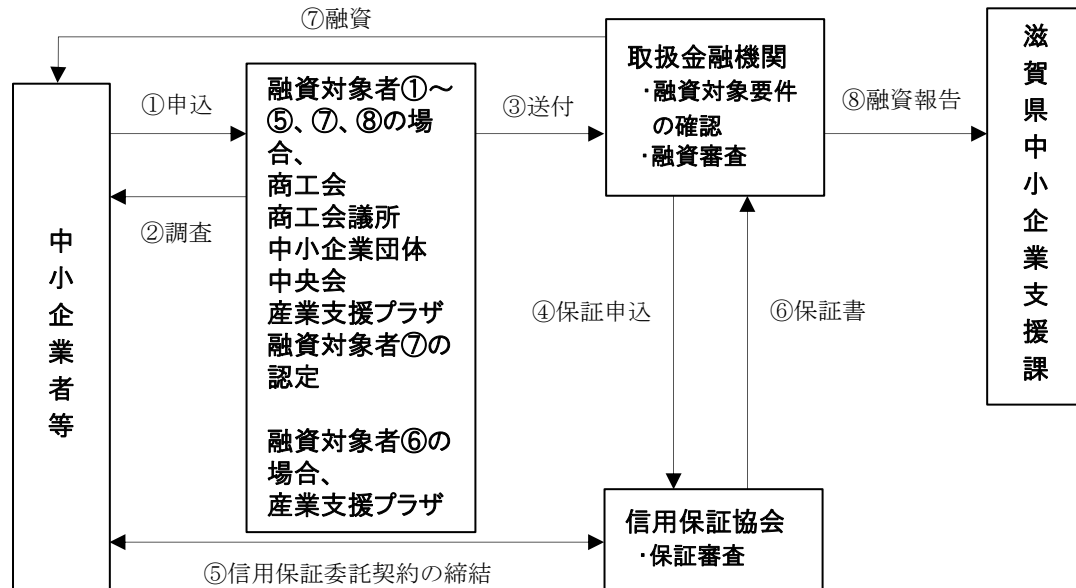 ⑦融資
中小企業者等
①申込
②調査
融資対象者①～
⑤、⑦、⑧の場
合、
商工会
商工会議所
中小企業団体
中央会
産業支援プラザ
融資対象者⑦の
認定
融資対象者⑥の
場合、
産業支援プラザ
③送付
取扱金融機関
・融資対象要件
の確認
・融資審査
⑧融資報告
滋賀県中小企業支援課
④保証申込
⑥保証書
信用保証協会
・保証審査
⑤信用保証委託契約の締結